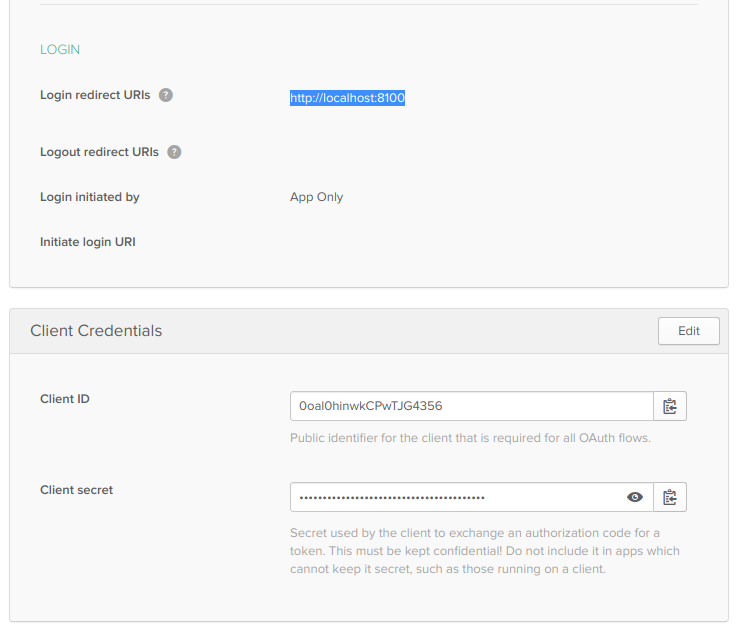 LOGIN
Login redirect URIs ?
http://localhost:8100
Logout redirect URIs ?
Login initiated by
App Only
Initiate login URI
Client Credentials
Edit
Client ID
0oal0hinwkCPwTJG4356
Public identifier for the client that is required for all OAuth flows.
Client secret
••••••••••••••••••••••••••••••••••••••••
Secret used by the client to exchange an authorization code for a
token. This must be kept confidential! Do not include it in apps which
cannot keep it secret, such as those running on a client.